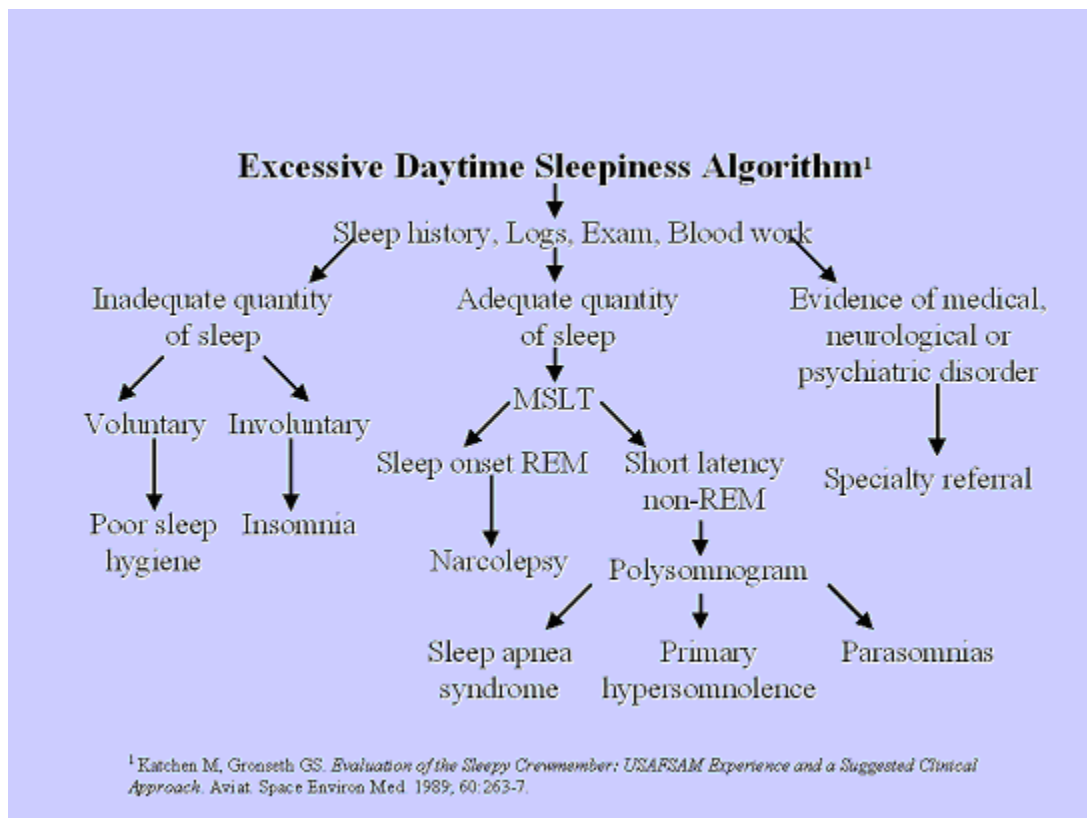 Excessive Daytime Sleepiness Algorithm¹
Sleep history, Logs, Exam, Blood work
Inadequate quantity
of sleep
Adequate quantity
of sleep
Evidence of medical,
neurological or
psychiatric disorder
MSLT
Voluntary
Involuntary
Sleep onset REM
Short latency
non-REM
Specialty referral
Poor sleep
hygiene
Insomnia
Narcolepsy
Polysomnogram
Sleep apnea
syndrome
Primary
hypersomnolence
Parasomnias
¹ Katchen M, Gronseth GS. Evaluation of the Sleepy Crewmember: USAFSAM Experience and a Suggested Clinical
Approach. Aviat. Space Environ Med. 1989; 60:263-7.